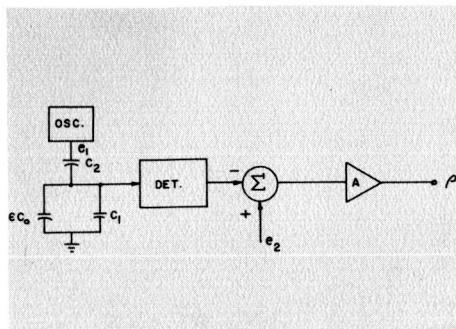 OSC.
e₁
C₂
DET.
−
Σ
A
ρ
εC₀
C₁
+
e₂